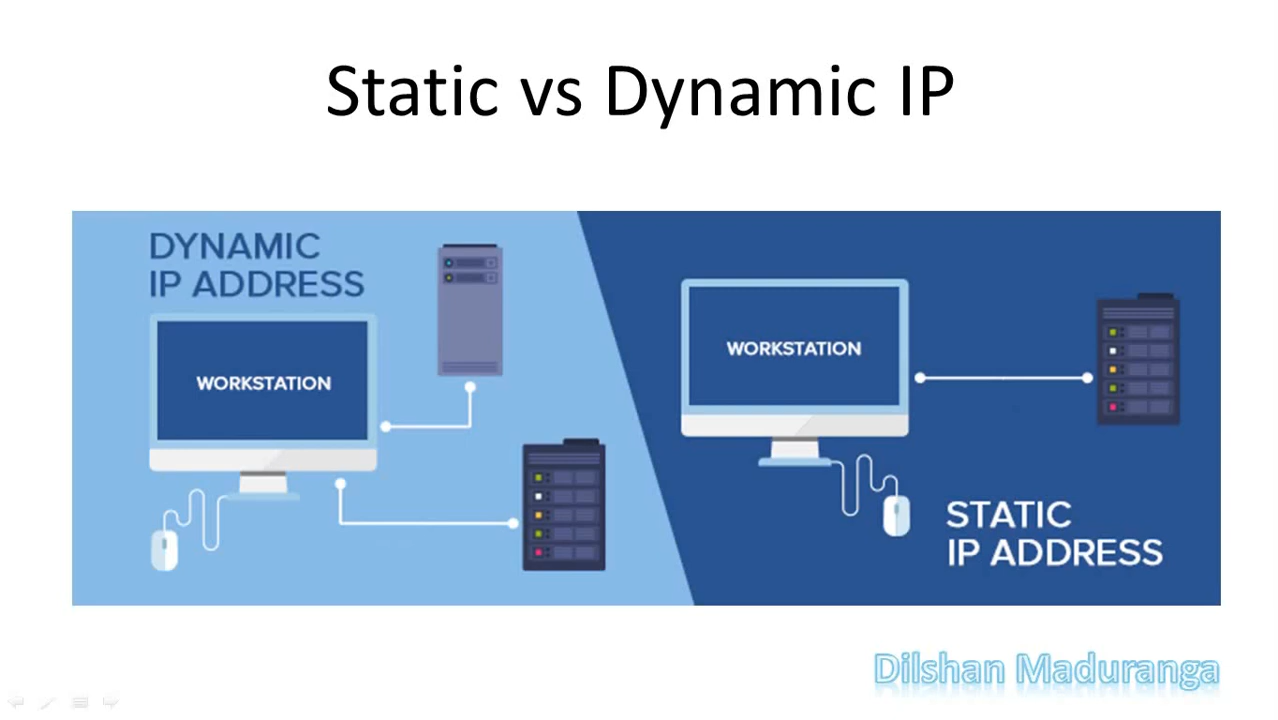 Static vs Dynamic IP
DYNAMIC
IP ADDRESS
WORKSTATION
WORKSTATION
STATIC
IP ADDRESS
Dilshan Maduranga